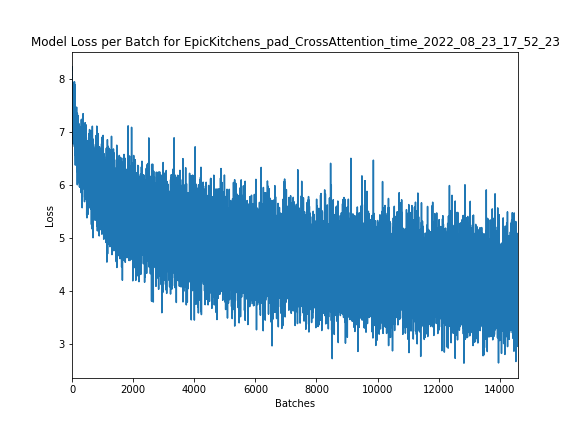 Model Loss per Batch for EpicKitchens_pad_CrossAttention_time_2022_08_23_17_52_23
8
7
6
5
4
3
Loss
0 2000 4000 6000 8000 10000 12000 14000
Batches